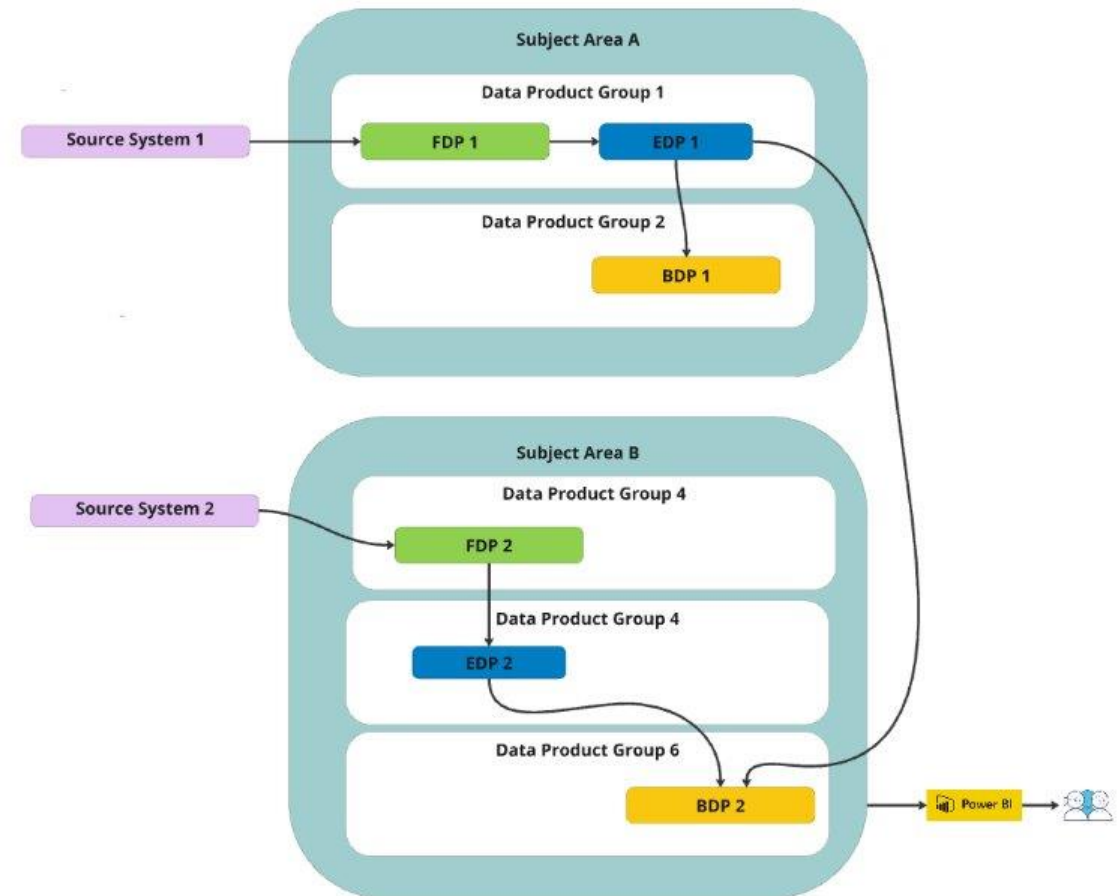 Subject Area A
Data Product Group 1
Source System 1
FDP 1
EDP 1
Data Product Group 2
BDP 1
Subject Area B
Data Product Group 4
Source System 2
FDP 2
Data Product Group 4
EDP 2
Data Product Group 6
BDP 2
Power BI